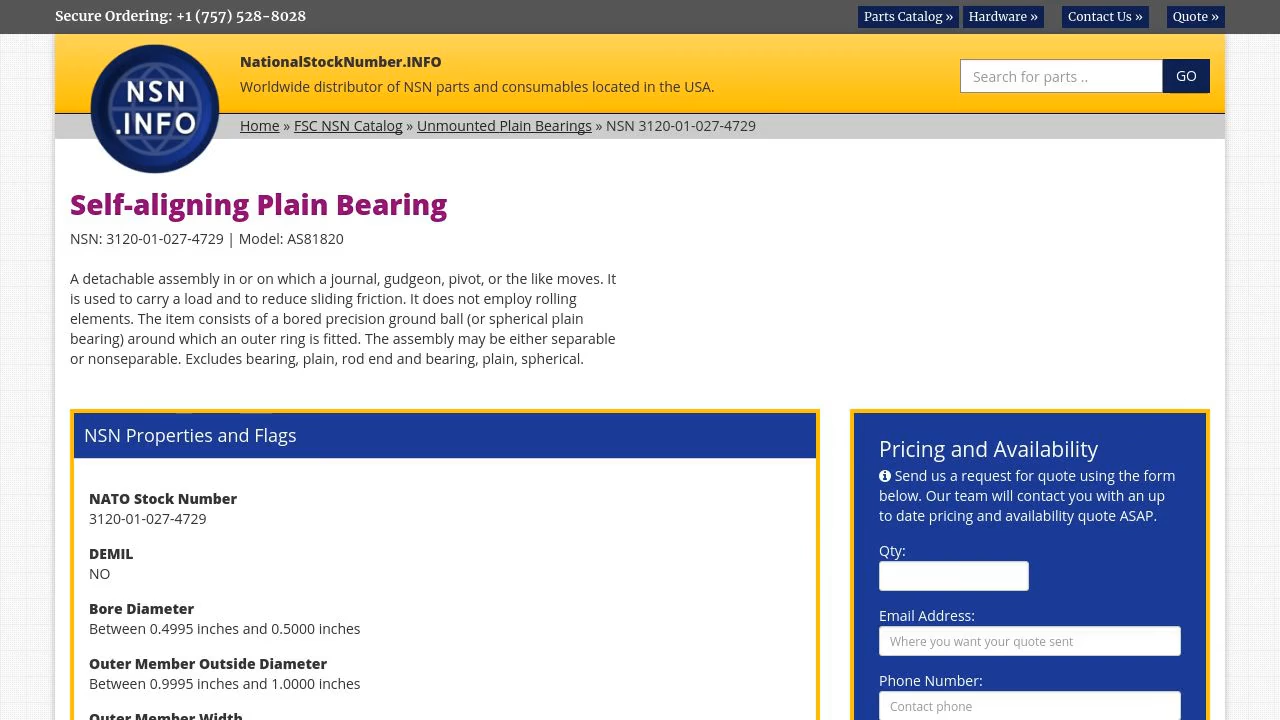 Secure Ordering: +1 (757) 528-8028
Parts Catalog »
Hardware »
Contact Us »
Quote »
NSN
.INFO
NationalStockNumber.INFO
Worldwide distributor of NSN parts and consumables located in the USA.
Search for parts ..
GO
Home » FSC NSN Catalog » Unmounted Plain Bearings » NSN 3120-01-027-4729
Self-aligning Plain Bearing
NSN: 3120-01-027-4729 | Model: AS81820
A detachable assembly in or on which a journal, gudgeon, pivot, or the like moves. It
is used to carry a load and to reduce sliding friction. It does not employ rolling
elements. The item consists of a bored precision ground ball (or spherical plain
bearing) around which an outer ring is fitted. The assembly may be either separable
or nonseparable. Excludes bearing, plain, rod end and bearing, plain, spherical.
NSN Properties and Flags
NATO Stock Number
3120-01-027-4729
DEMIL
NO
Bore Diameter
Between 0.4995 inches and 0.5000 inches
Outer Member Outside Diameter
Between 0.9995 inches and 1.0000 inches
Outer Member Width
Pricing and Availability
Send us a request for quote using the form
below. Our team will contact you with an up
to date pricing and availability quote ASAP.
Qty:
Email Address:
Where you want your quote sent
Phone Number:
Contact phone